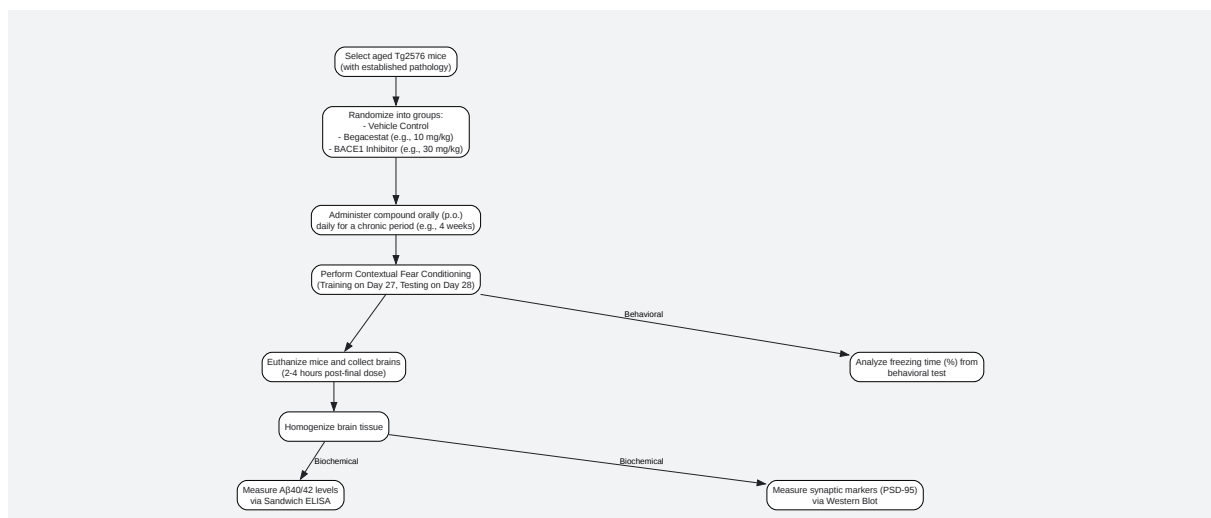 Select aged Tg2576 mice
(with established pathology)
Randomize into groups:
- Vehicle Control
- Begacestat (e.g., 10 mg/kg)
- BACE1 Inhibitor (e.g., 30 mg/kg)
Administer compound orally (p.o.)
daily for a chronic period (e.g., 4 weeks)
Perform Contextual Fear Conditioning
(Training on Day 27, Testing on Day 28)
Behavioral
Euthanize mice and collect brains
(2-4 hours post-final dose)
Analyze freezing time (%) from
behavioral test
Homogenize brain tissue
Biochemical
Biochemical
Measure Aβ40/42 levels
via Sandwich ELISA
Measure synaptic markers (PSD-95)
via Western Blot